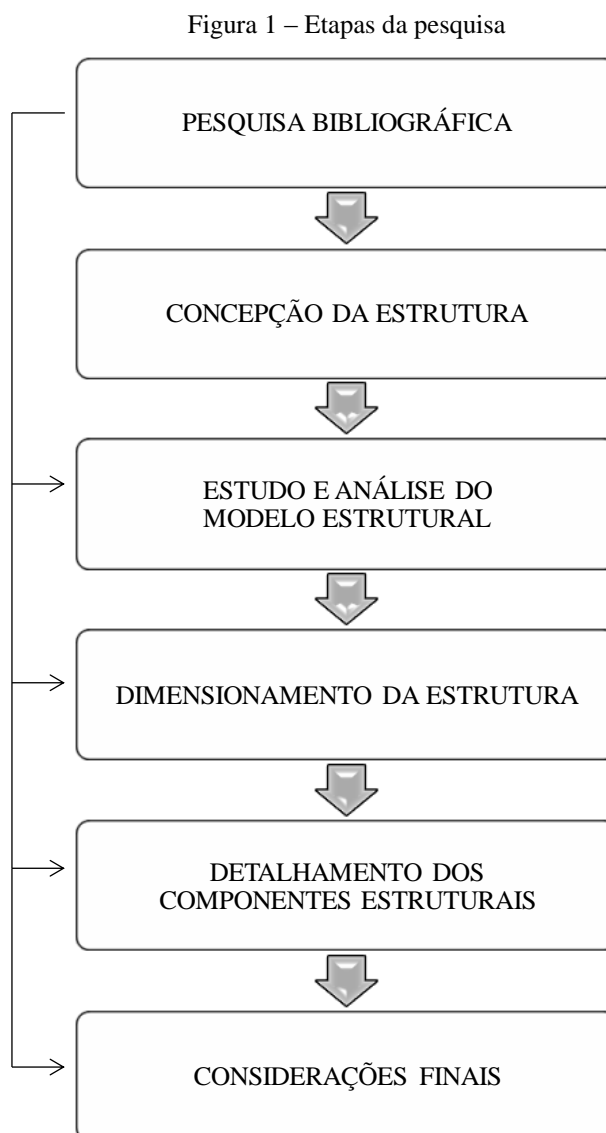 Figura 1 – Etapas da pesquisa
PESQUISA BIBLIOGRÁFICA
CONCEPÇÃO DA ESTRUTURA
ESTUDO E ANÁLISE DO
MODELO ESTRUTURAL
DIMENSIONAMENTO DA ESTRUTURA
DETALHAMENTO DOS
COMPONENTES ESTRUTURAIS
CONSIDERAÇÕES FINAIS